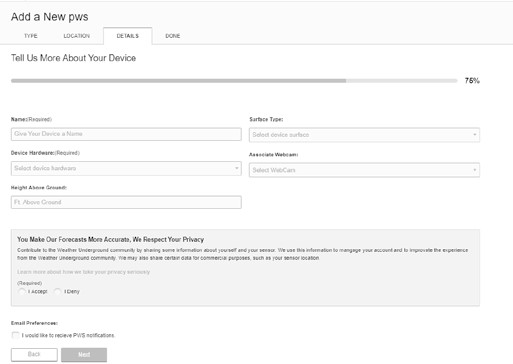 Add a New pws
TYPE LOCATION DETAILS DONE
Tell Us More About Your Device
75%
Name:(Required)
Give Your Device a Name
Surface Type:
Select device surface
Device Hardware:(Required)
Select device hardware
Associate Webcam:
Select WebCam
Height Above Ground:
Ft. Above Ground
You Make Our Forecasts More Accurate, We Respect Your Privacy
Contribute to the Weather Underground community by sharing some information about yourself and your sensor. We use this information to mangage your account and to improvate the experience
from the Weather Underground community. We may also share certain data for commercial purposes, such as your sensor location.
Learn more about how we take your privacy seriously
(Required)
I Accept I Deny
Email Preferences:
I would like to recieve PWS notifications.
Back Next